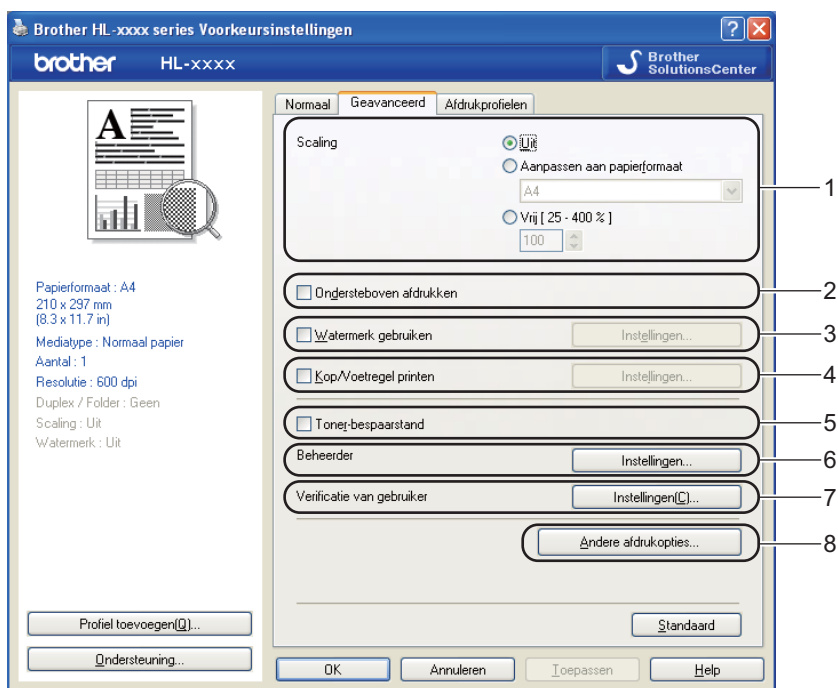 Brother HL-xxxx series Voorkeursinstellingen
brother HL-xxxx
Brother
SolutionsCenter
A
Normaal Geavanceerd Afdrukprofielen
Scaling
Uit
Aanpassen aan papierformaat
A4
Vrij [ 25 - 400 % ]
100
1
Ondersteboven afdrukken
2
Watermerk gebruiken Instellingen...
3
Kop/Voetregel printen Instellingen...
4
Toner-bespaarstand
5
Beheerder Instellingen...
6
Verificatie van gebruiker Instellingen(C)...
7
Andere afdrukopties...
8
Papierformaat : A4
210 x 297 mm
(8.3 x 11.7 in)
Mediatype : Normaal papier
Aantal : 1
Resolutie : 600 dpi
Duplex / Folder : Geen
Scaling : Uit
Watermerk : Uit
Profiel toevoegen(Q)...
Ondersteuning...
Standaard
OK Annuleren Toepassen Help